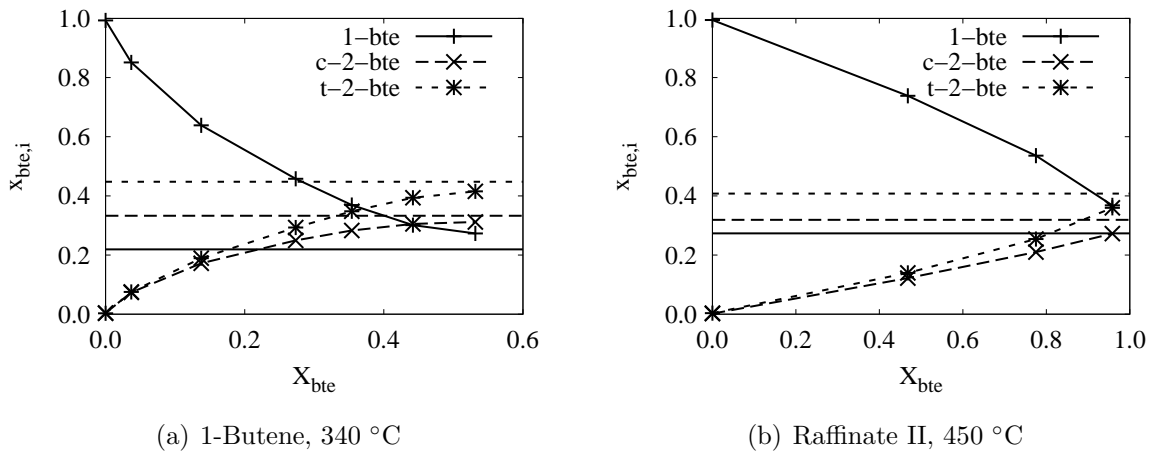 1.0
0.8
0.6
0.4
0.2
0.0
x_bte,i
1−bte
c−2−bte
t−2−bte
0.0 0.2 0.4 0.6
X_bte
(a) 1-Butene, 340 °C
1.0
0.8
0.6
0.4
0.2
0.0
x_bte,i
1−bte
c−2−bte
t−2−bte
0.0 0.2 0.4 0.6 0.8 1.0
X_bte
(b) Raffinate II, 450 °C